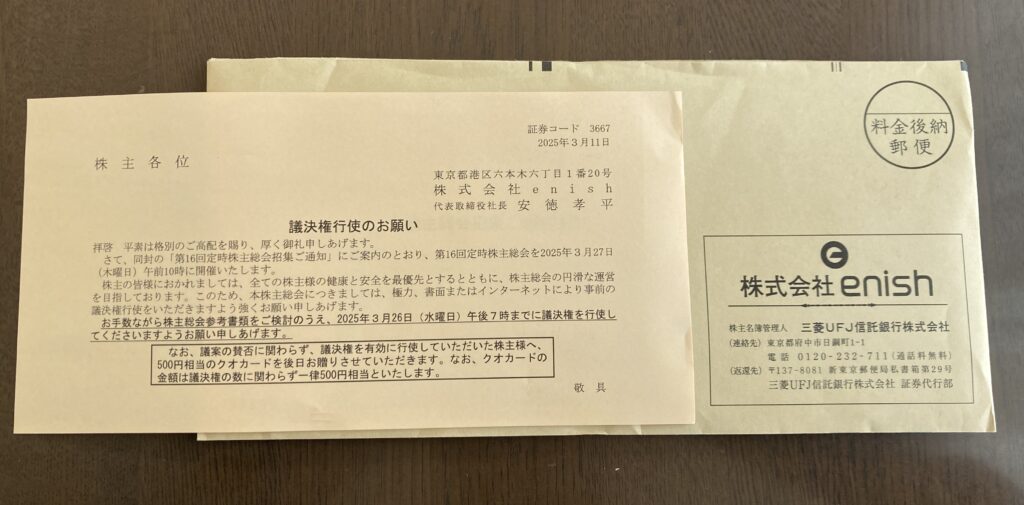 証券コード 3667
2025年3月11日
株主各位
東京都港区六本木六丁目1番20号
株式会社enish
代表取締役社長 安徳孝平
議決権行使のお願い
拝啓 平素は格別のご高配を賜り、厚く御礼申しあげます。
さて、同封の「第16回定時株主総会招集ご通知」にご案内のとおり、第16回定時株主総会を2025年3月27日
(木曜日)午前10時に開催いたします。
株主の皆様におかれましては、全ての株主様の健康と安全を最優先とするとともに、株主総会の円滑な運営
を目指しております。このため、本株主総会につきましては、極力、書面またはインターネットにより事前の
議決権行使をいただきますよう強くお願い申しあげます。
お手数ながら株主総会参考書類をご検討のうえ、2025年3月26日(水曜日)午後7時までに議決権を行使し
てくださいますようお願い申しあげます。
なお、議案の賛否に関わらず、議決権を有効に行使していただいた株主様へ、
500円相当のクオカードを後日お贈りさせていただきます。なお、クオカードの
金額は議決権の数に関わらず一律500円相当といたします。
敬具
料金後納
郵便
株式会社enish
株主名簿管理人 三菱UFJ信託銀行株式会社
(連絡先) 東京都府中市日鋼町1-1
電話 0120-232-711(通話料無料)
(返還先) 〒137-8081 新東京郵便局私書箱第29号
三菱UFJ信託銀行株式会社 証券代行部